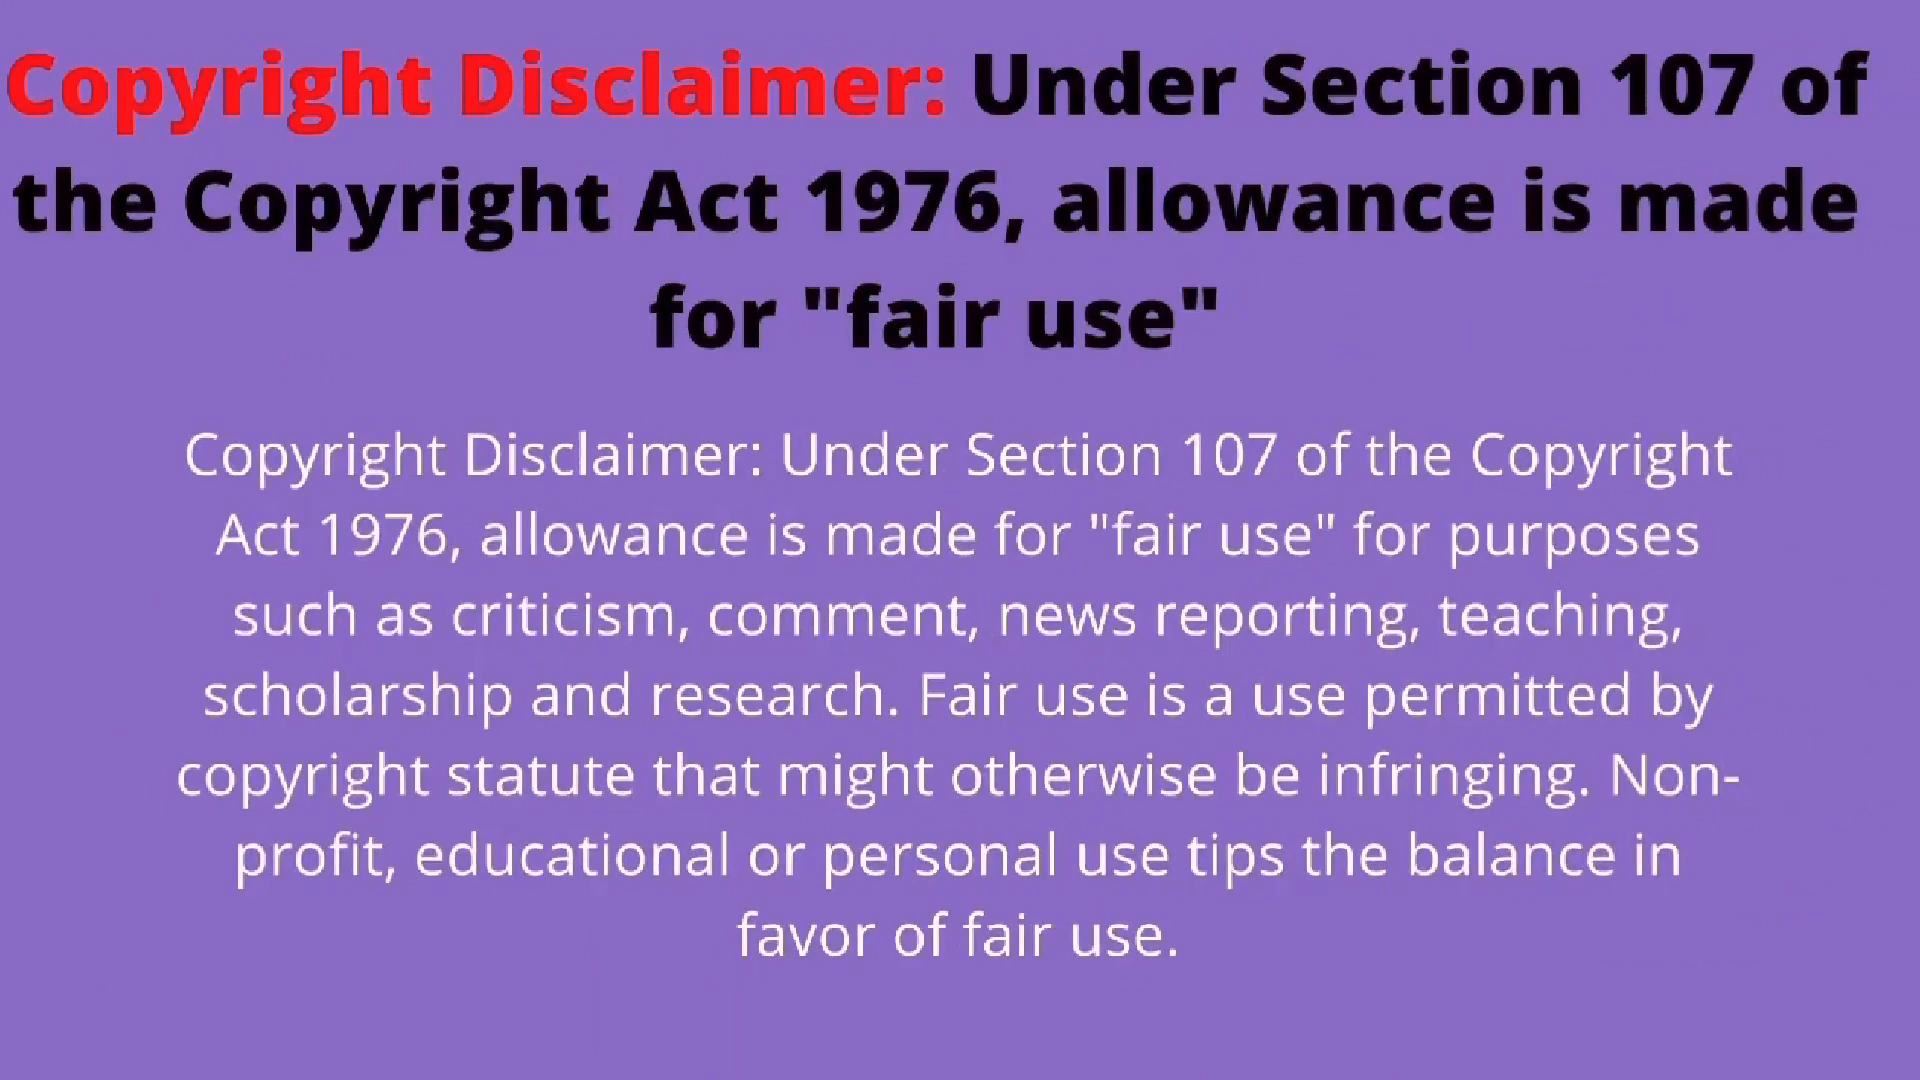 Copyright Disclaimer: Under Section 107 of
the Copyright Act 1976, allowance is made
for "fair use"
Copyright Disclaimer: Under Section 107 of the Copyright
Act 1976, allowance is made for "fair use" for purposes
such as criticism, comment, news reporting, teaching,
scholarship and research. Fair use is a use permitted by
copyright statute that might otherwise be infringing. Non-
profit, educational or personal use tips the balance in
favor of fair use.